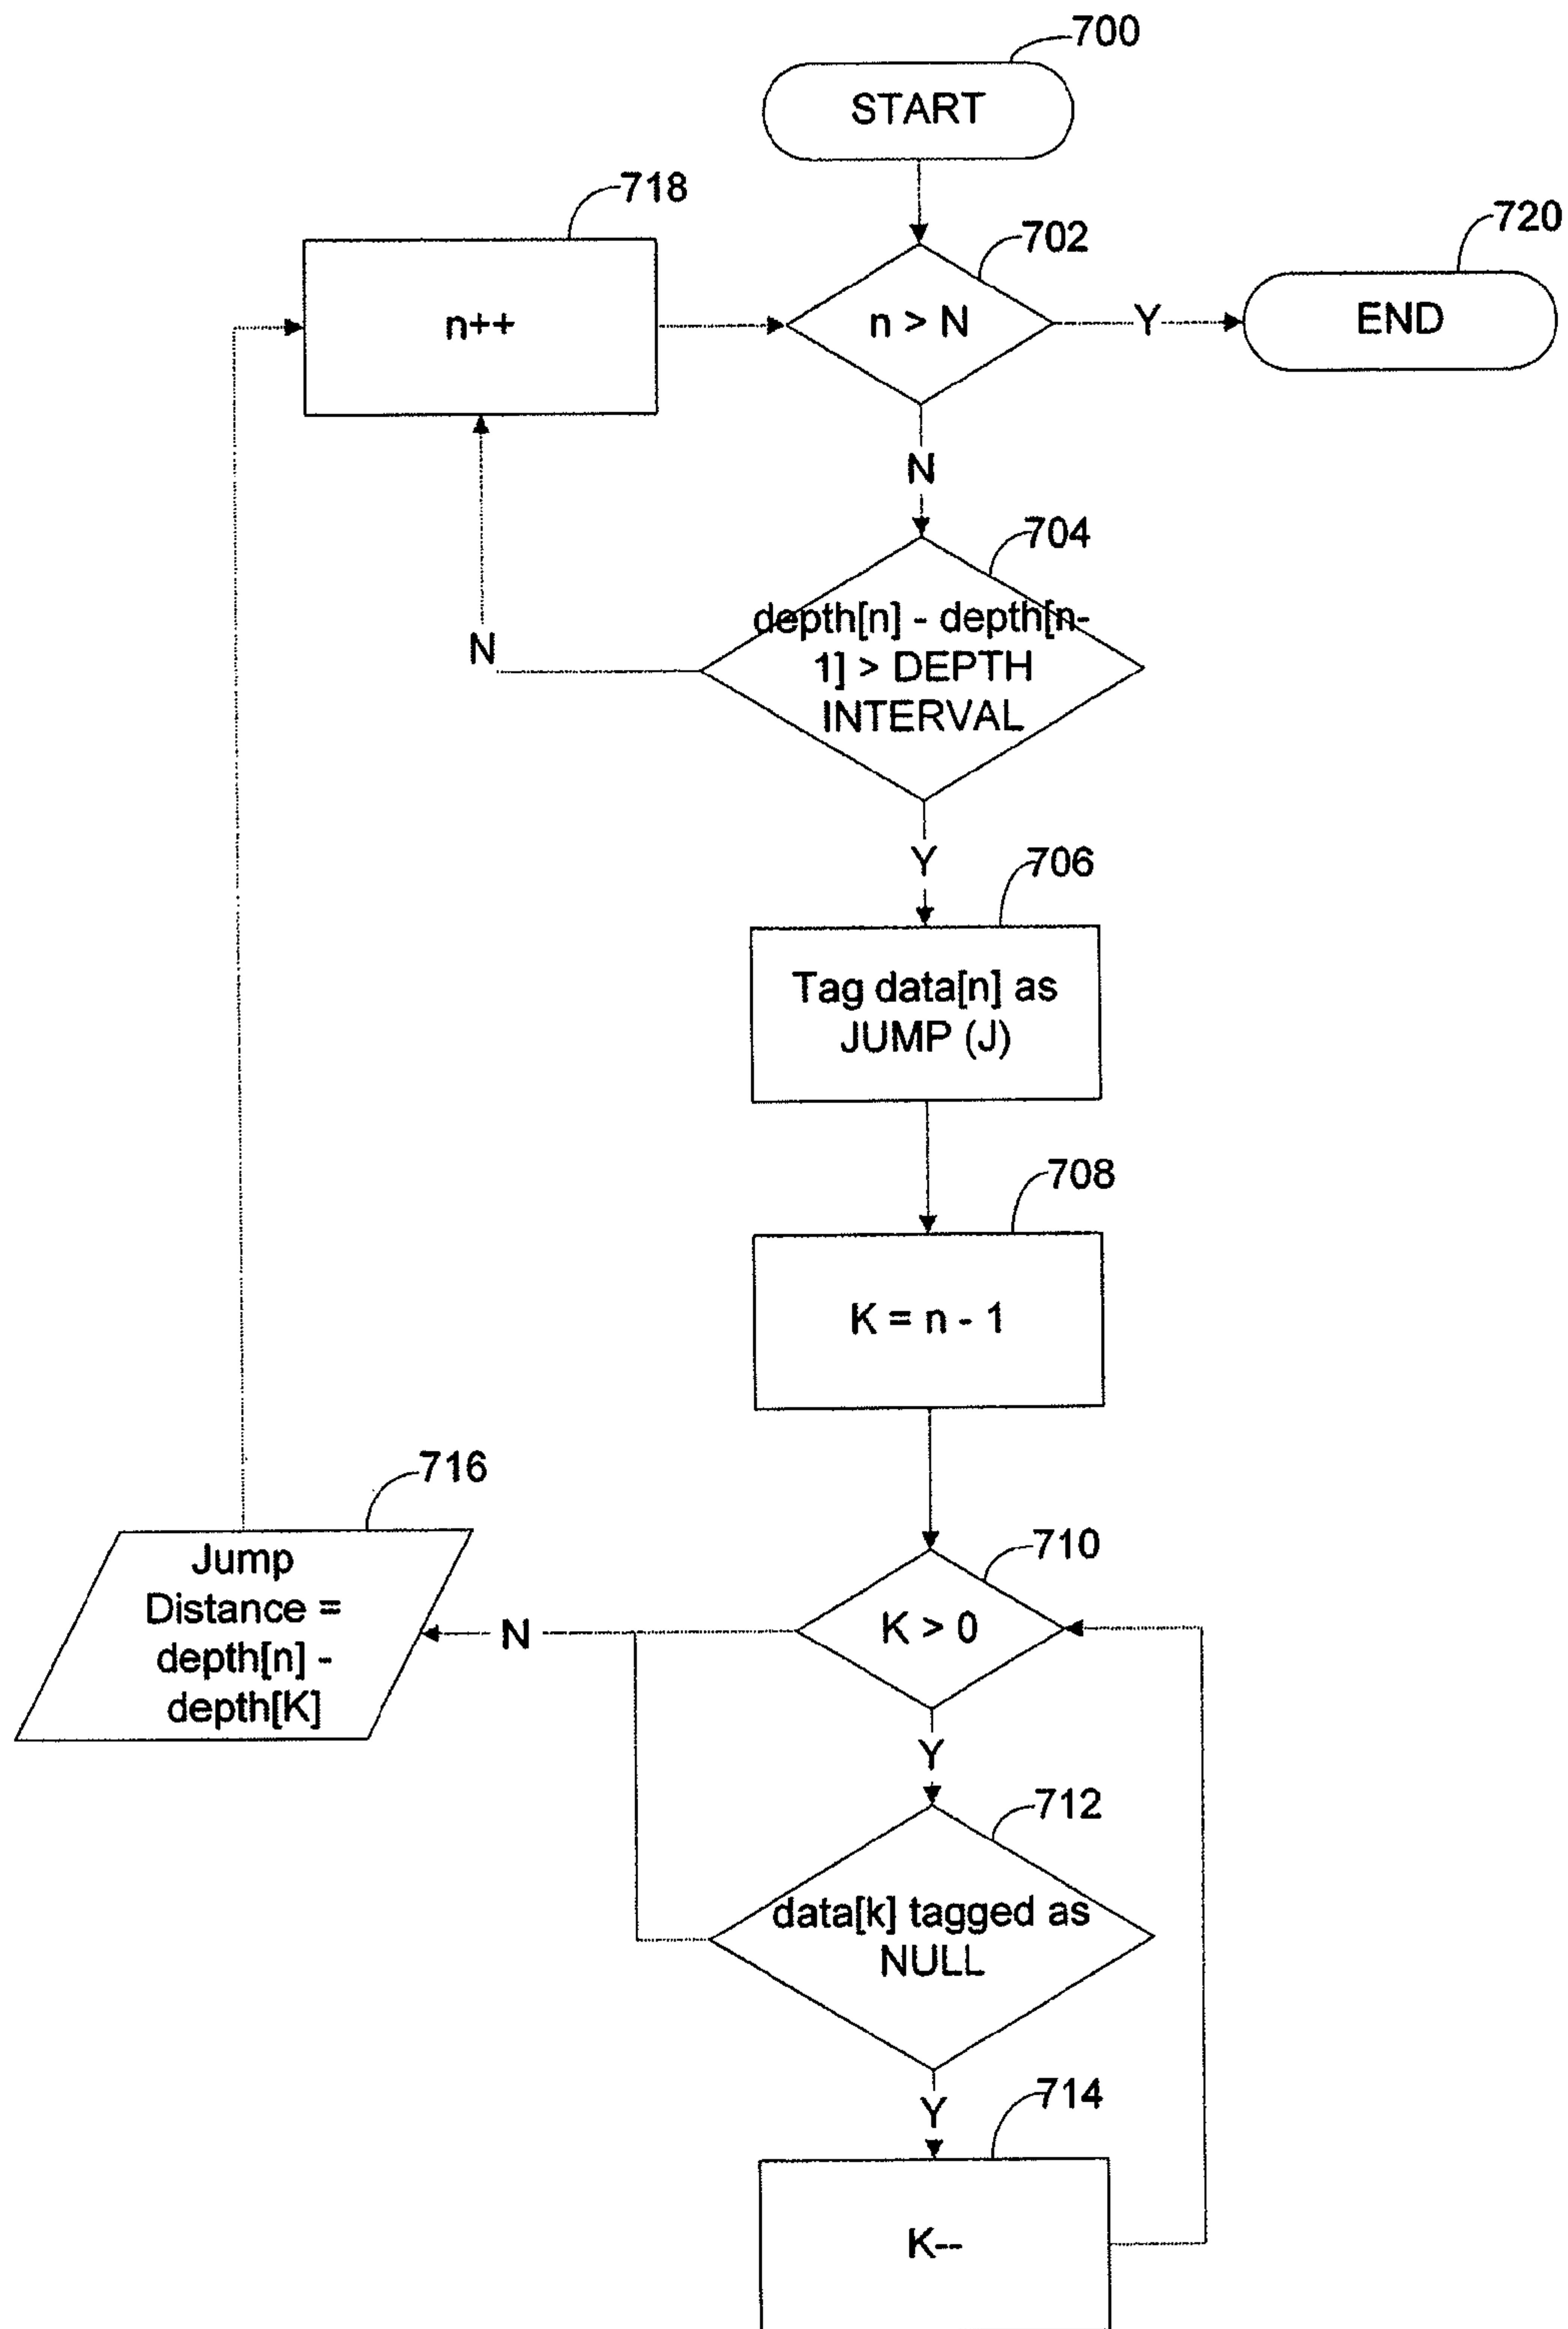 700
START
718
702
720
n++
n > N
Y
END
N
704
depth[n] - depth[n-
1] > DEPTH
INTERVAL
N
Y
706
Tag data[n] as
JUMP (J)
708
K = n - 1
716
Jump
Distance =
depth[n] -
depth[K]
710
N
K > 0
Y
712
data[k] tagged as
NULL
Y
714
K--